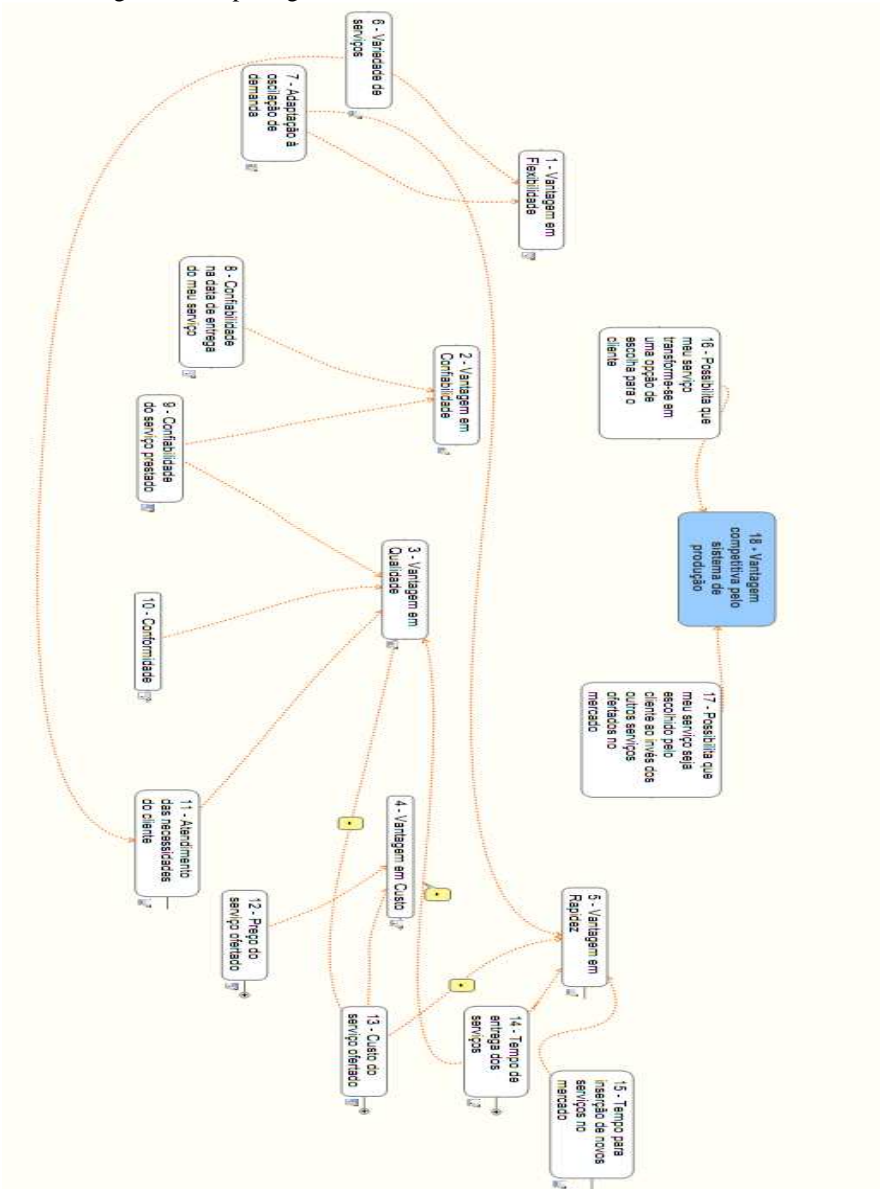 6 - Variedade de
serviços
7 - Adaptação à
oscilação de
demanda
1 - Vantagem em
Flexibilidade
8 - Confiabilidade
na data de entrega
do meu serviço
2 - Vantagem em
Confiabilidade
9 - Confiabilidade
do serviço prestado
16 - Possibilita que
meu serviço
transforme-se em
uma opção de
escolha para o
cliente
18 - Vantagem
competitiva pelo
sistema de
produção
3 - Vantagem em
Qualidade
10 - Conformidade
17 - Possibilita que
meu serviço seja
escolhido pelo
cliente ao invés dos
outros serviços
ofertados no
mercado
11 - Atendimento
das necessidades
do cliente
4 - Vantagem em Custo
12 - Preço do
serviço ofertado
5 - Vantagem em
Rapidez
13 - Custo do
serviço ofertado
14 - Tempo de
entrega dos
serviços
15 - Tempo para
inserção de novos
serviços no
mercado